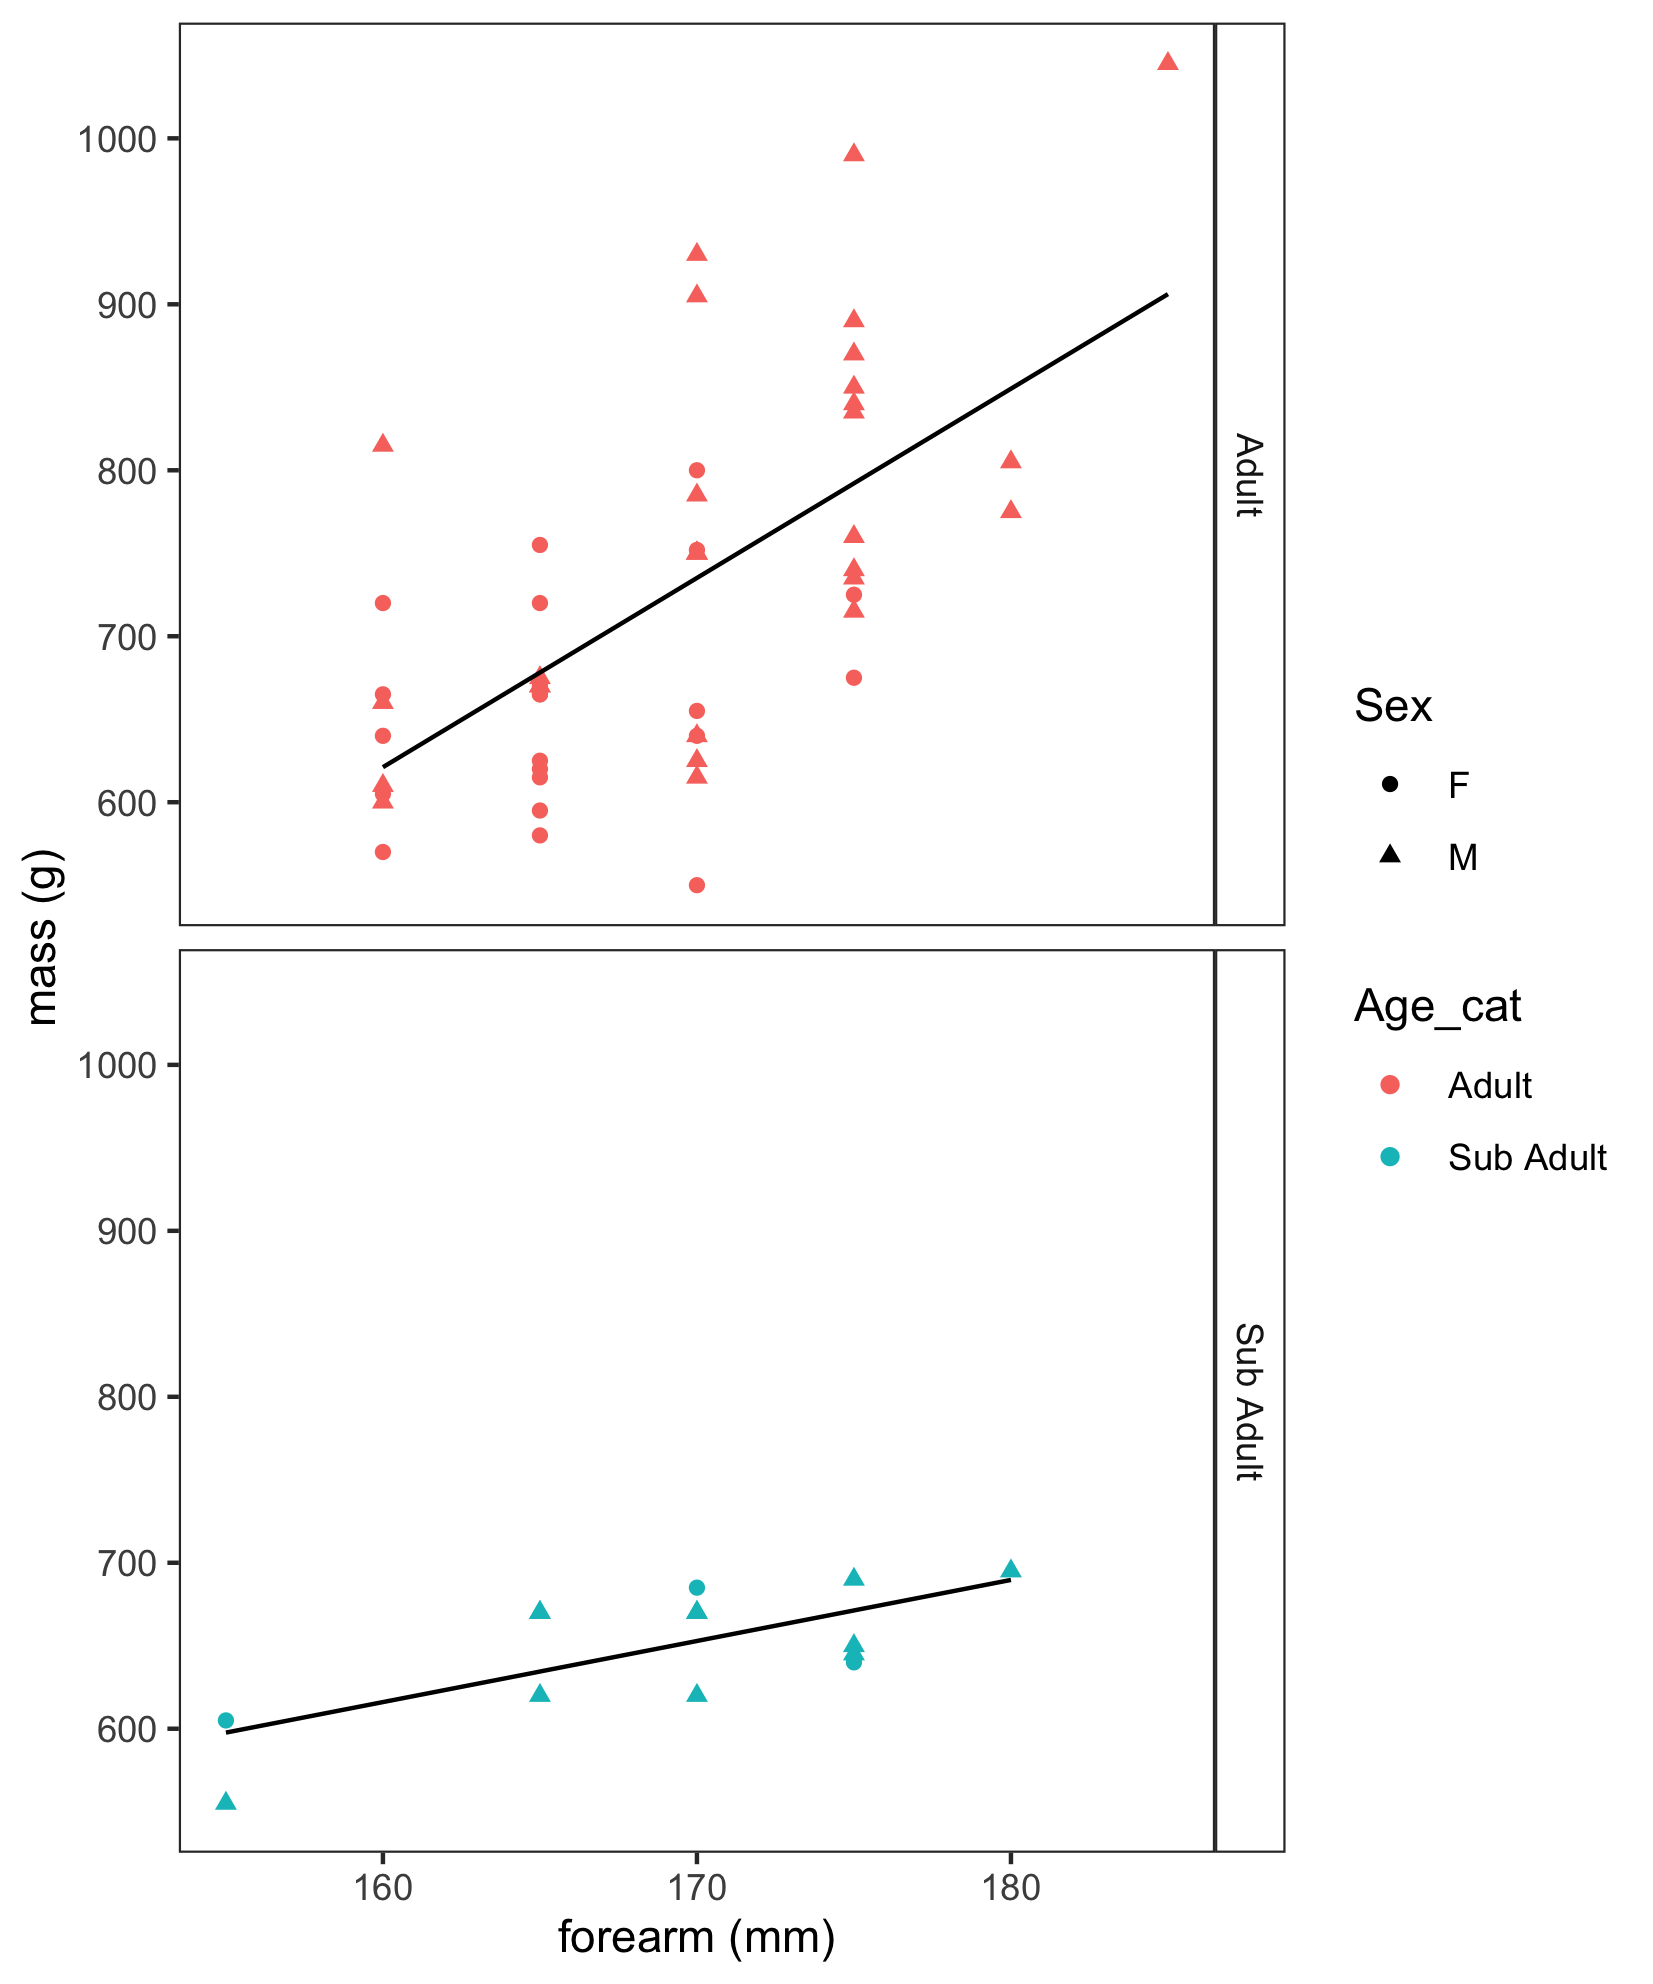 mass (g)
1000
900
800
700
600
Adult
1000
900
800
700
600
Sub Adult
160 170 180
forearm (mm)
Sex
F
M
Age_cat
Adult
Sub Adult